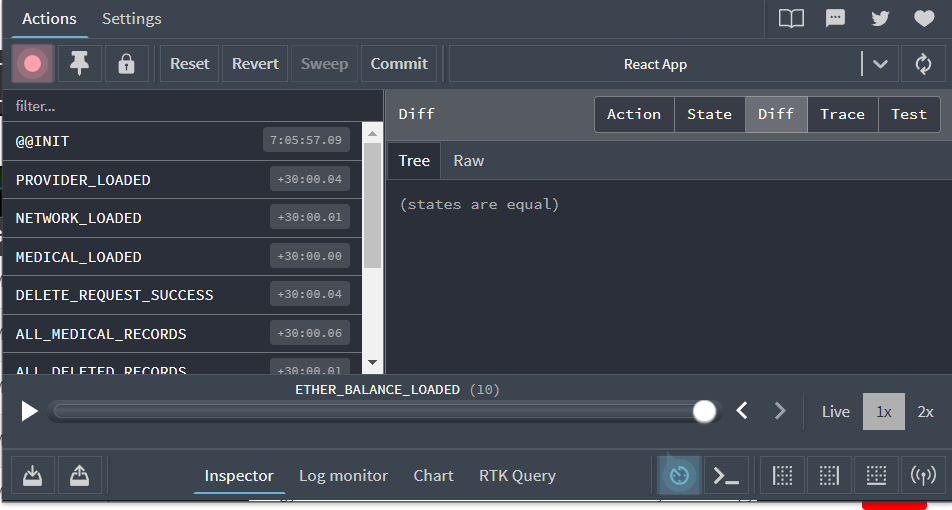 Actions Settings
Reset Revert Sweep Commit React App
filter...
Diff Action State Diff Trace Test
@@INIT 7:05:57.09
Tree Raw
PROVIDER_LOADED +30:00.04
(states are equal)
NETWORK_LOADED +30:00.01
MEDICAL_LOADED +30:00.00
DELETE_REQUEST_SUCCESS +30:00.04
ALL_MEDICAL_RECORDS +30:00.06
ALL_DELETED_RECORDS +30:00.01
ETHER_BALANCE_LOADED (10)
Live 1x 2x
Inspector Log monitor Chart RTK Query